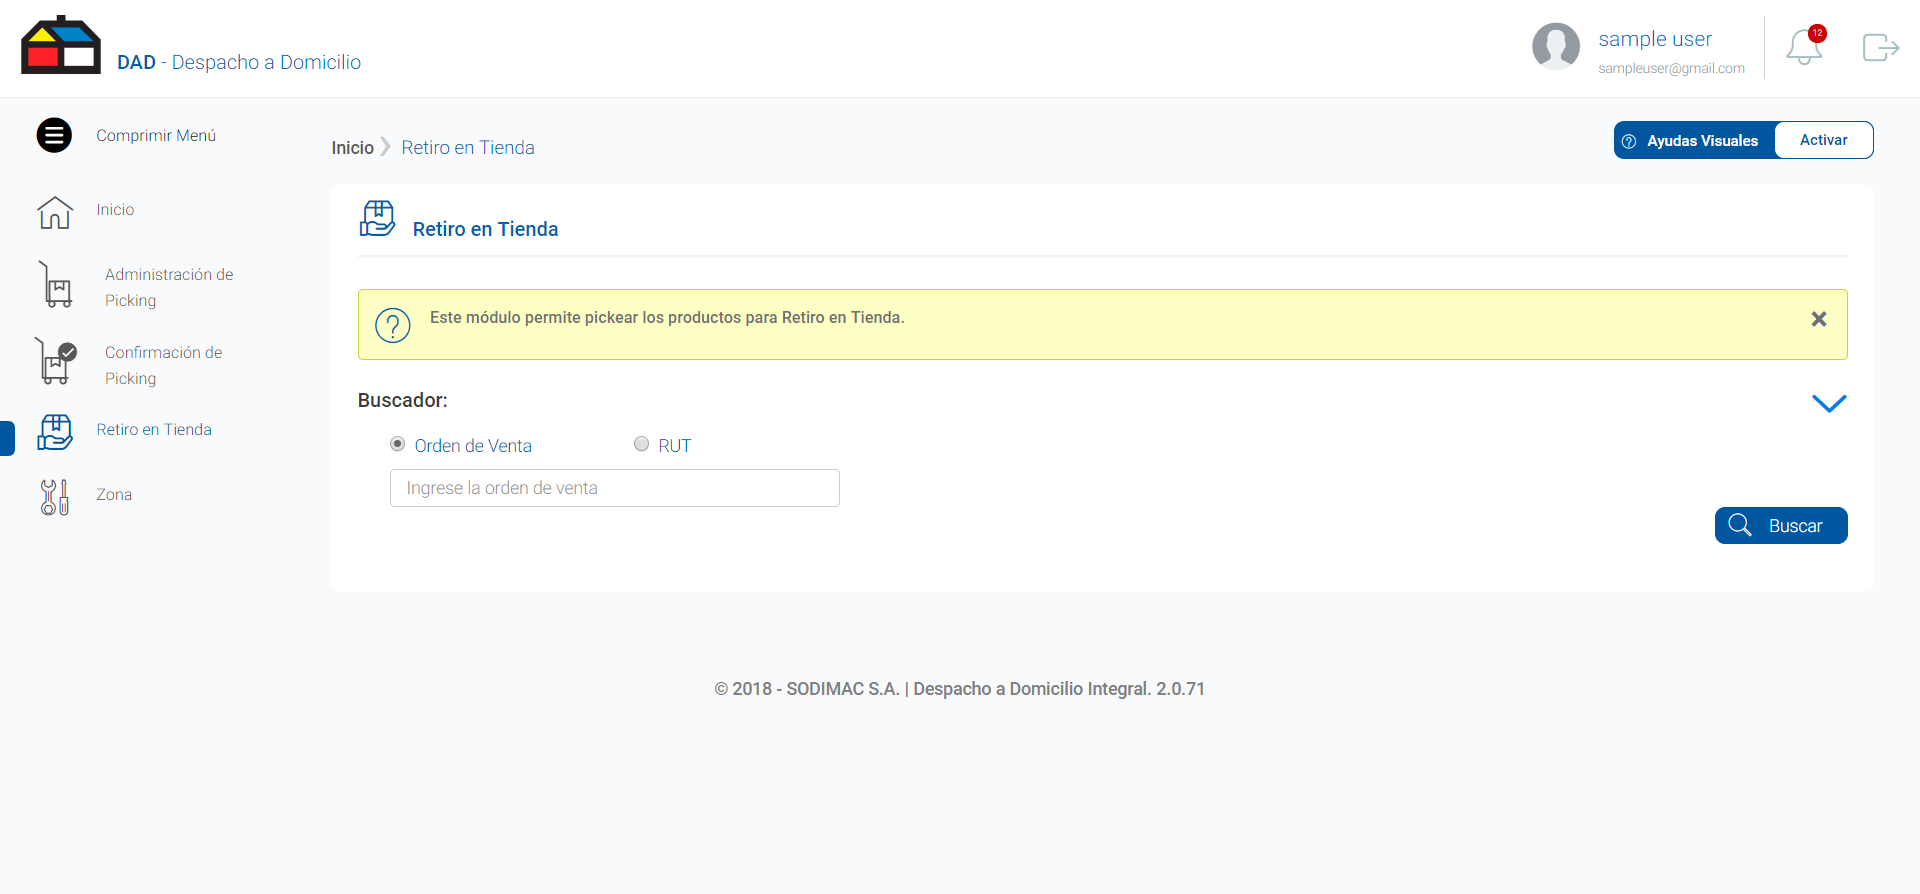 DAD - Despacho a Domicilio
sample user
sampleuser@gmail.com
12
Comprimir Menú
Inicio
Administración de
Picking
Confirmación de
Picking
Retiro en Tienda
Zona
Inicio Retiro en Tienda
Ayudas Visuales
Activar
Retiro en Tienda
Este módulo permite pickear los productos para Retiro en Tienda.
Buscador:
Orden de Venta
RUT
Ingrese la orden de venta
Buscar
© 2018 - SODIMAC S.A. | Despacho a Domicilio Integral. 2.0.71